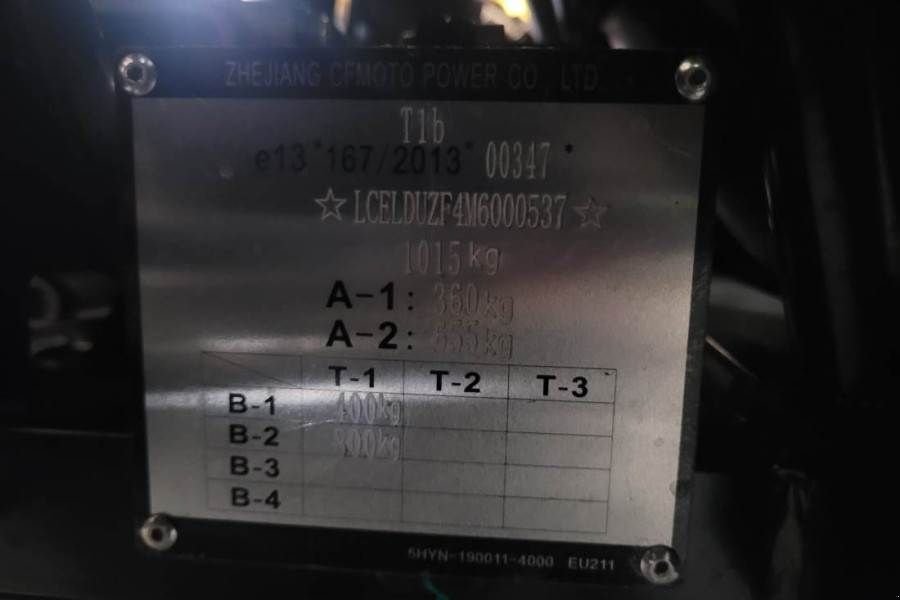 ZHEJIANG CFMOTO POWER CO., LTD
T1b
e13*167/2013*00347*
☆LCELDUZF4M6000537☆
1015kg
A-1: 360kg
A-2: 655kg
T-1 T-2 T-3
B-1 400kg
B-2
B-3
B-4
5HYN-190011-4000 EU211